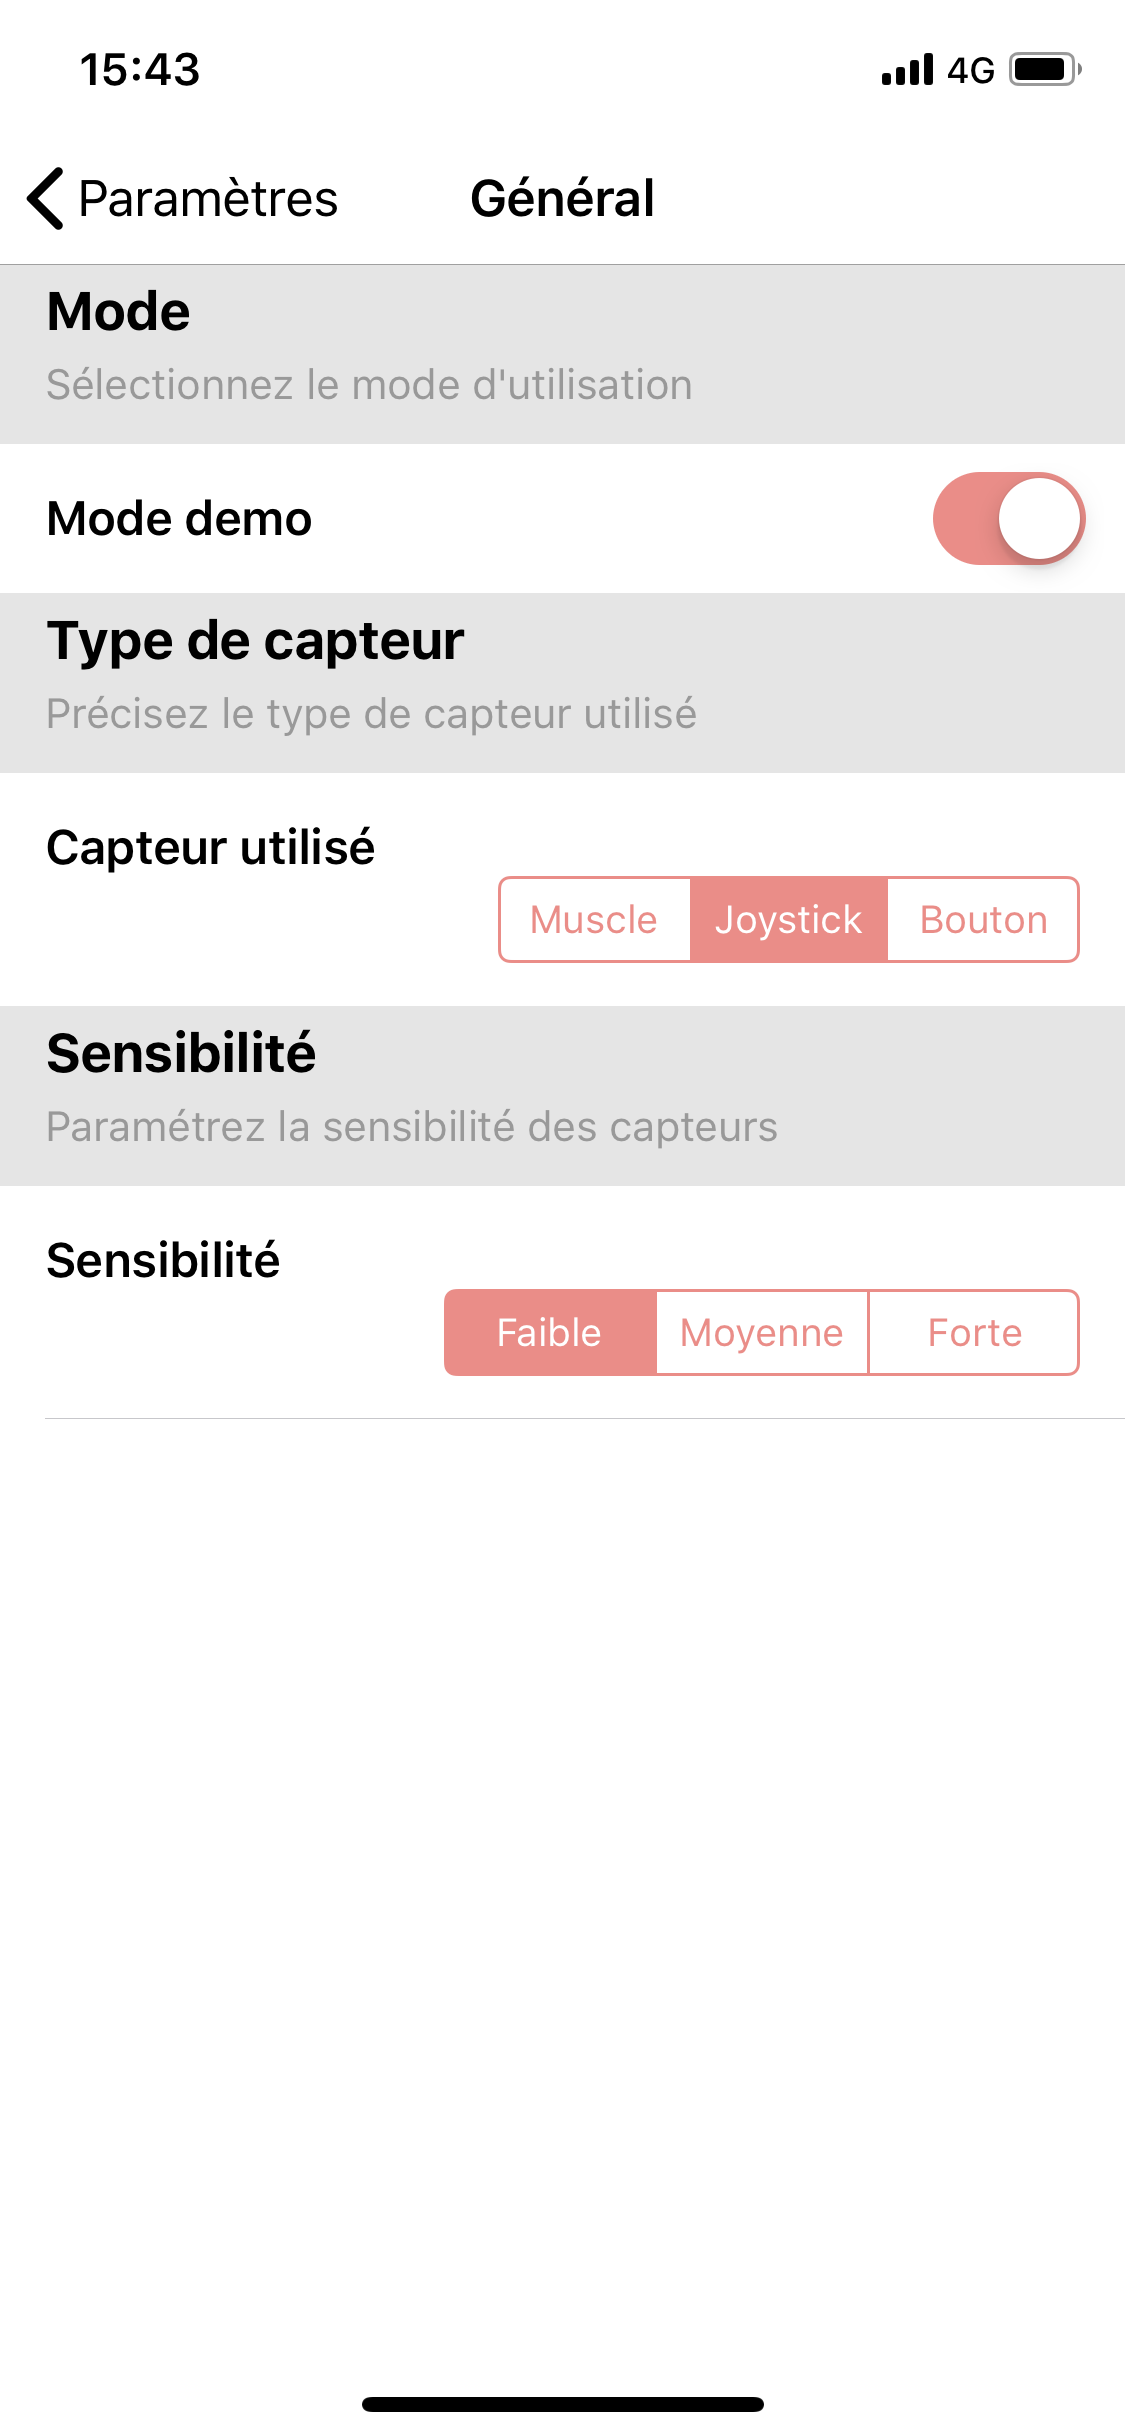 15:43 4G
Paramètres Général
Mode
Sélectionnez le mode d'utilisation
Mode demo
Type de capteur
Précisez le type de capteur utilisé
Capteur utilisé
Muscle Joystick Bouton
Sensibilité
Paramétrez la sensibilité des capteurs
Sensibilité
Faible Moyenne Forte